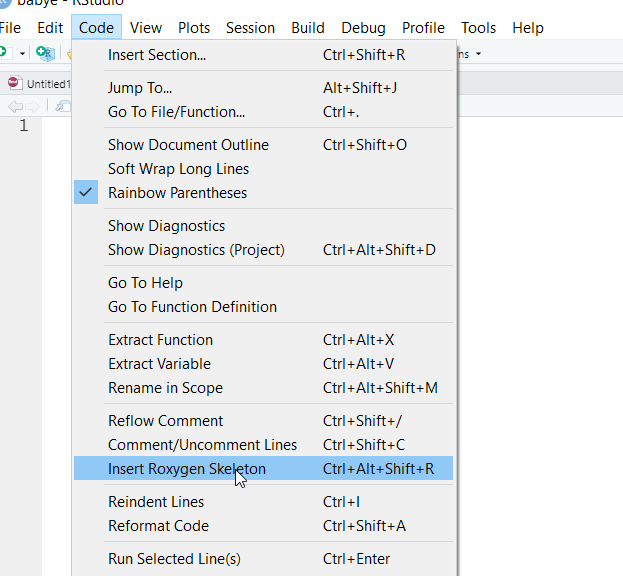 babye - RStudio
File Edit Code View Plots Session Build Debug Profile Tools Help
Insert Section... Ctrl+Shift+R
ns
Jump To... Alt+Shift+J
Untitled1
Go To File/Function... Ctrl+.
1
Show Document Outline Ctrl+Shift+O
Soft Wrap Long Lines
Rainbow Parentheses
Show Diagnostics
Show Diagnostics (Project) Ctrl+Alt+Shift+D
Go To Help
Go To Function Definition
Extract Function Ctrl+Alt+X
Extract Variable Ctrl+Alt+V
Rename in Scope Ctrl+Alt+Shift+M
Reflow Comment Ctrl+Shift+/
Comment/Uncomment Lines Ctrl+Shift+C
Insert Roxygen Skeleton Ctrl+Alt+Shift+R
Reindent Lines Ctrl+I
Reformat Code Ctrl+Shift+A
Run Selected Line(s) Ctrl+Enter